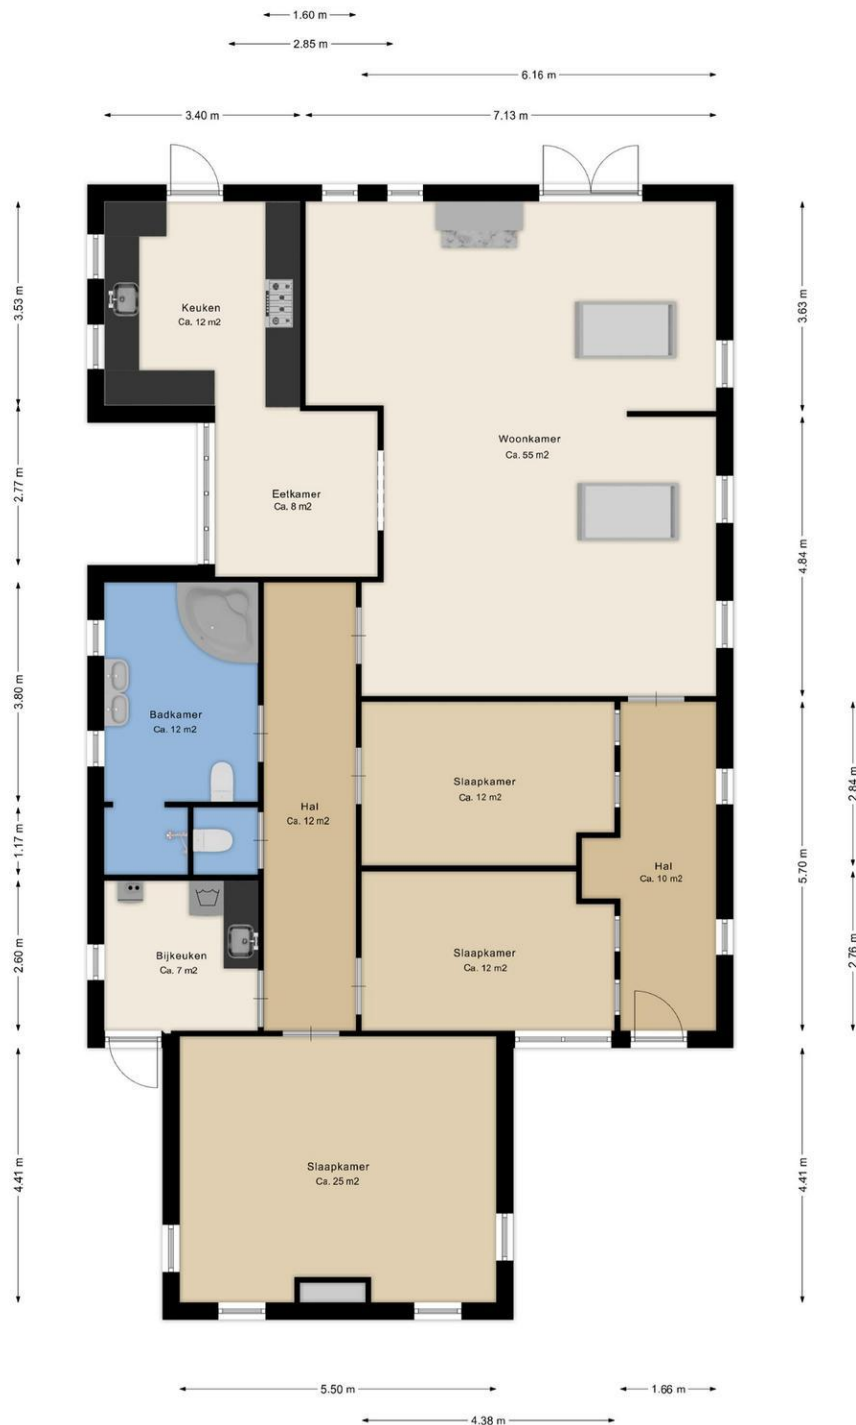 1.60 m
2.85 m
6.16 m
3.40 m
7.13 m
3.53 m
Keuken
Ca. 12 m2
3.63 m
Woonkamer
Ca. 55 m2
2.77 m
Eetkamer
Ca. 8 m2
4.84 m
3.80 m
Badkamer
Ca. 12 m2
Slaapkamer
Ca. 12 m2
2.84 m
Hal
Ca. 12 m2
1.17 m
5.70 m
Hal
Ca. 10 m2
2.60 m
Bijkeuken
Ca. 7 m2
Slaapkamer
Ca. 12 m2
2.76 m
4.41 m
Slaapkamer
Ca. 25 m2
4.41 m
5.50 m
1.66 m
4.38 m